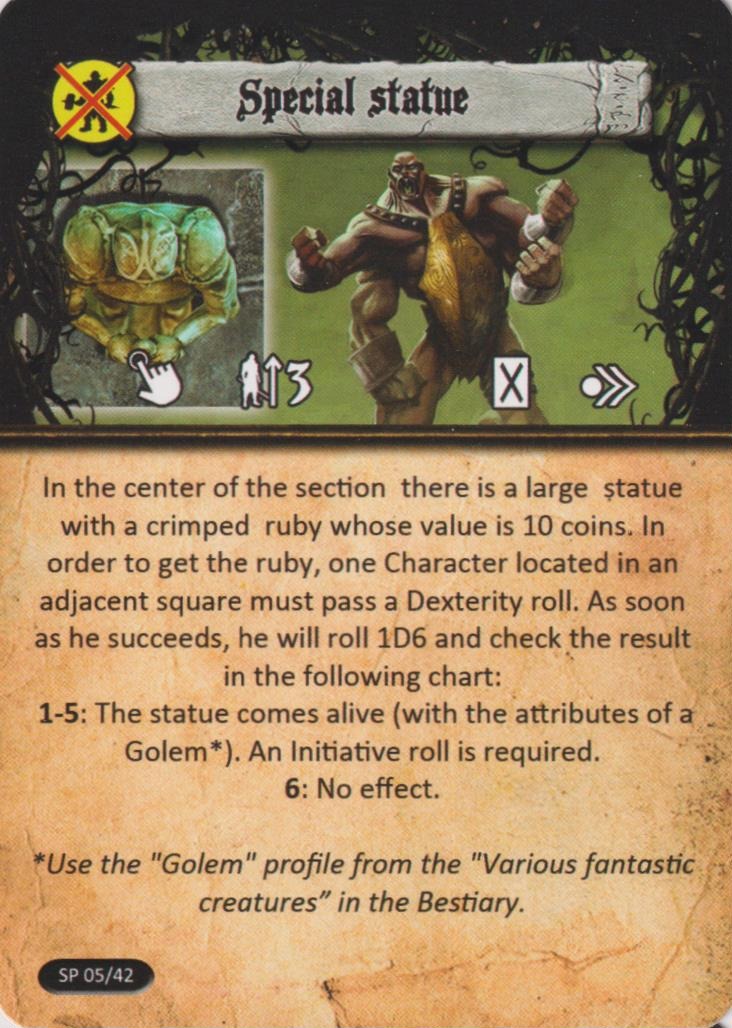 Special statue
3
X
In the center of the section there is a large statue
with a crimped ruby whose value is 10 coins. In
order to get the ruby, one Character located in an
adjacent square must pass a Dexterity roll. As soon
as he succeeds, he will roll 1D6 and check the result
in the following chart:
1-5: The statue comes alive (with the attributes of a
Golem*). An Initiative roll is required.
6: No effect.
*Use the "Golem" profile from the "Various fantastic
creatures” in the Bestiary.
SP 05/42